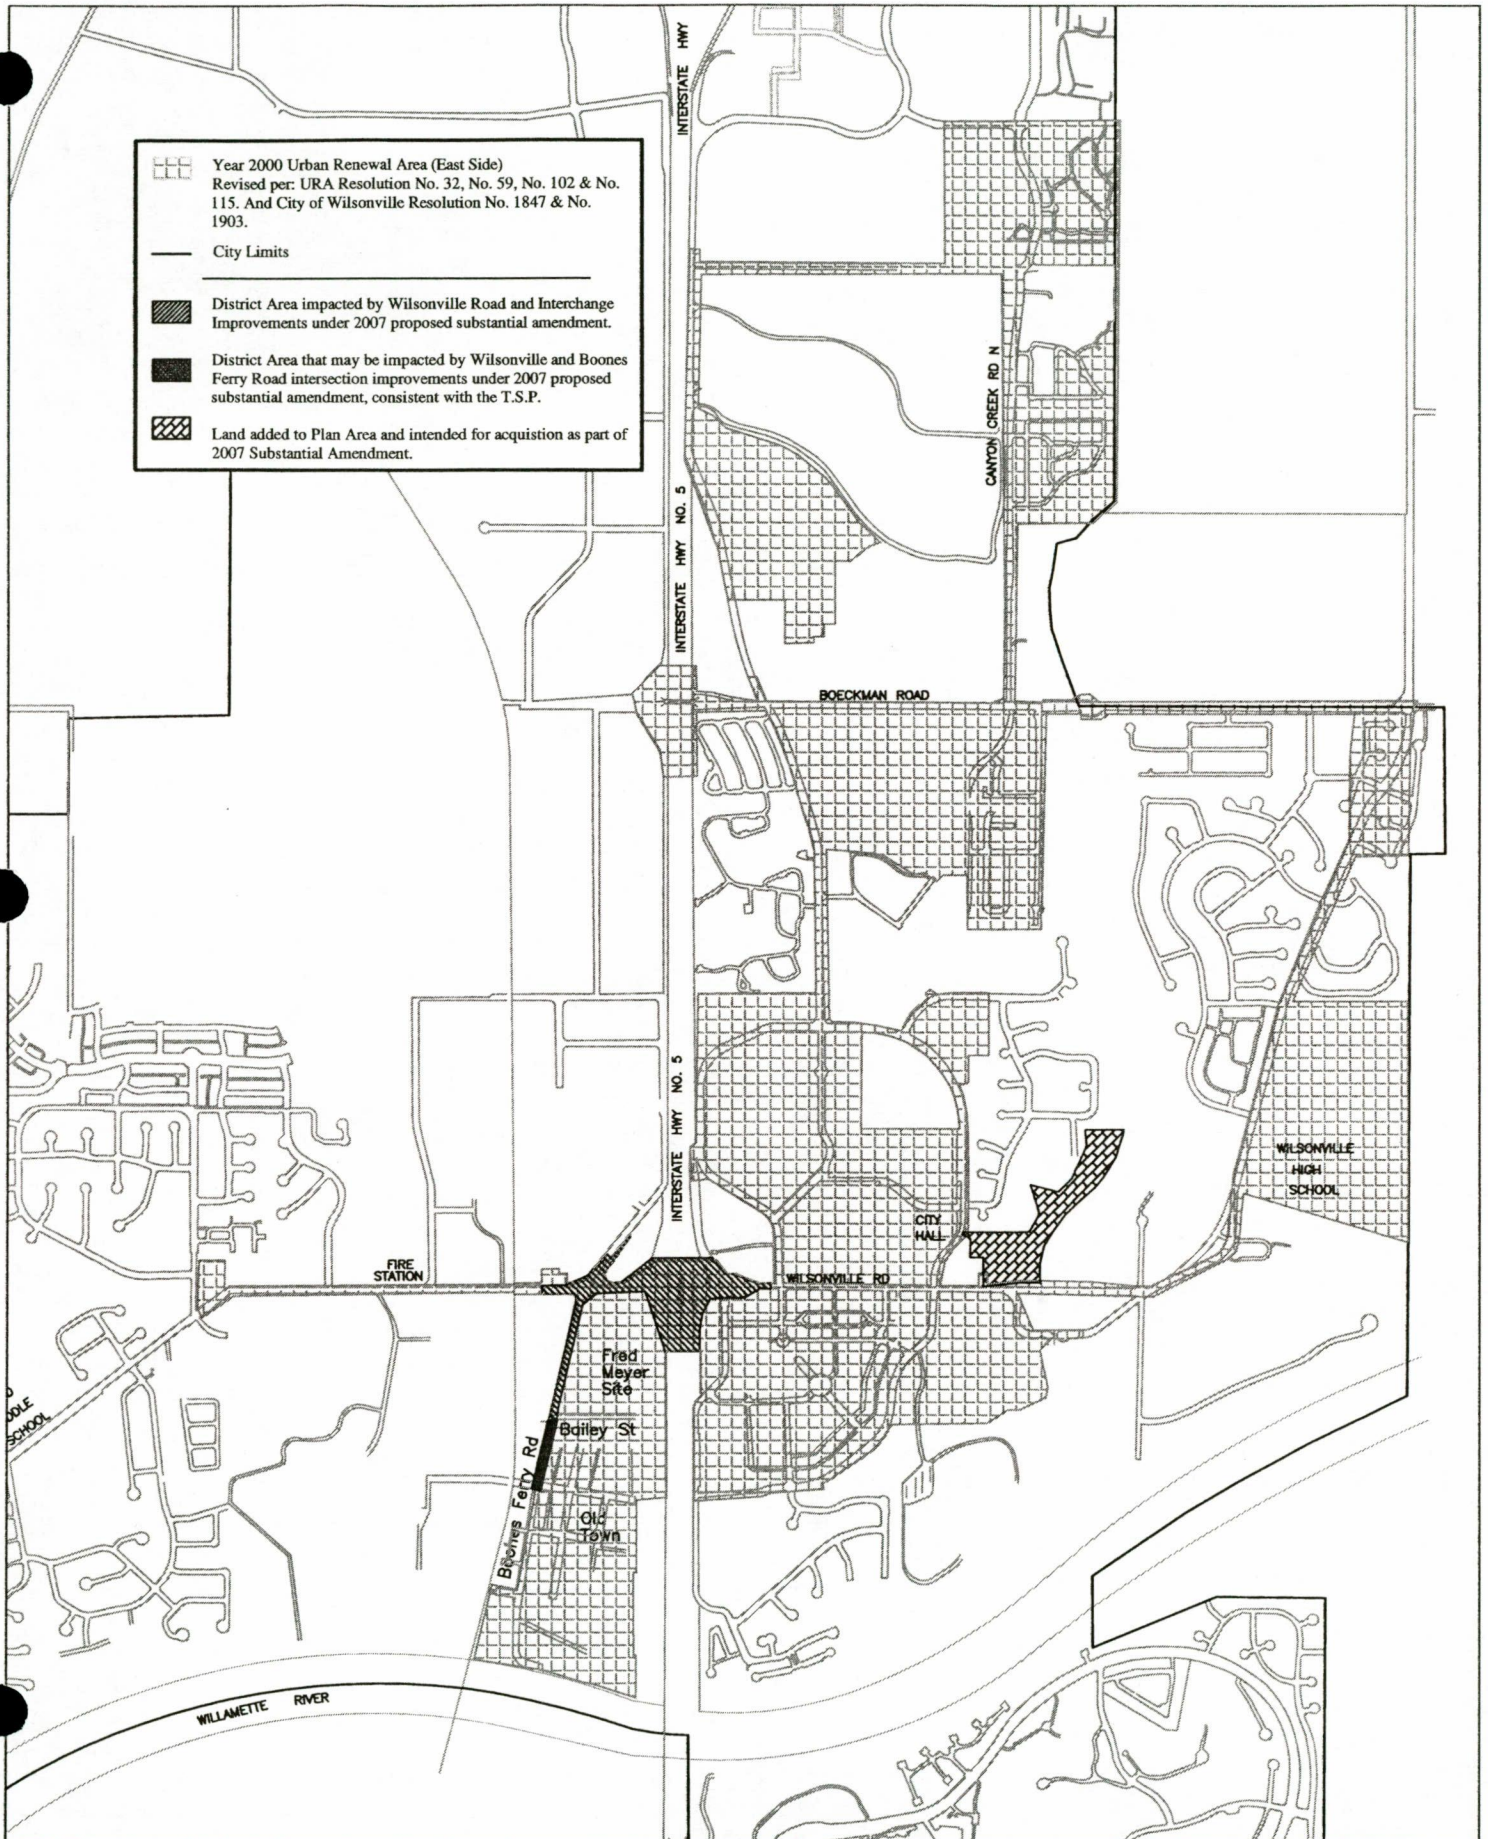 INTERSTATE HWY
Year 2000 Urban Renewal Area (East Side)
Revised per: URA Resolution No. 32, No. 59, No. 102 & No.
115. And City of Wilsonville Resolution No. 1847 & No.
1903.
City Limits
District Area impacted by Wilsonville Road and Interchange
Improvements under 2007 proposed substantial amendment.
District Area that may be impacted by Wilsonville and Boones
Ferry Road intersection improvements under 2007 proposed
substantial amendment, consistent with the T.S.P.
Land added to Plan Area and intended for acquistion as part of
2007 Substantial Amendment.
CANYON CREEK RD N
INTERSTATE HWY NO. 5
BOECKMAN ROAD
INTERSTATE HWY NO. 5
WILSONVILLE
HIGH
SCHOOL
CITY
HALL
FIRE
STATION
WILSONVILLE RD
Fred
Meyer
Site
DDLE
SCHOOL
Bailey St
Boones Ferry Rd
Old
Town
WILLAMETTE RIVER